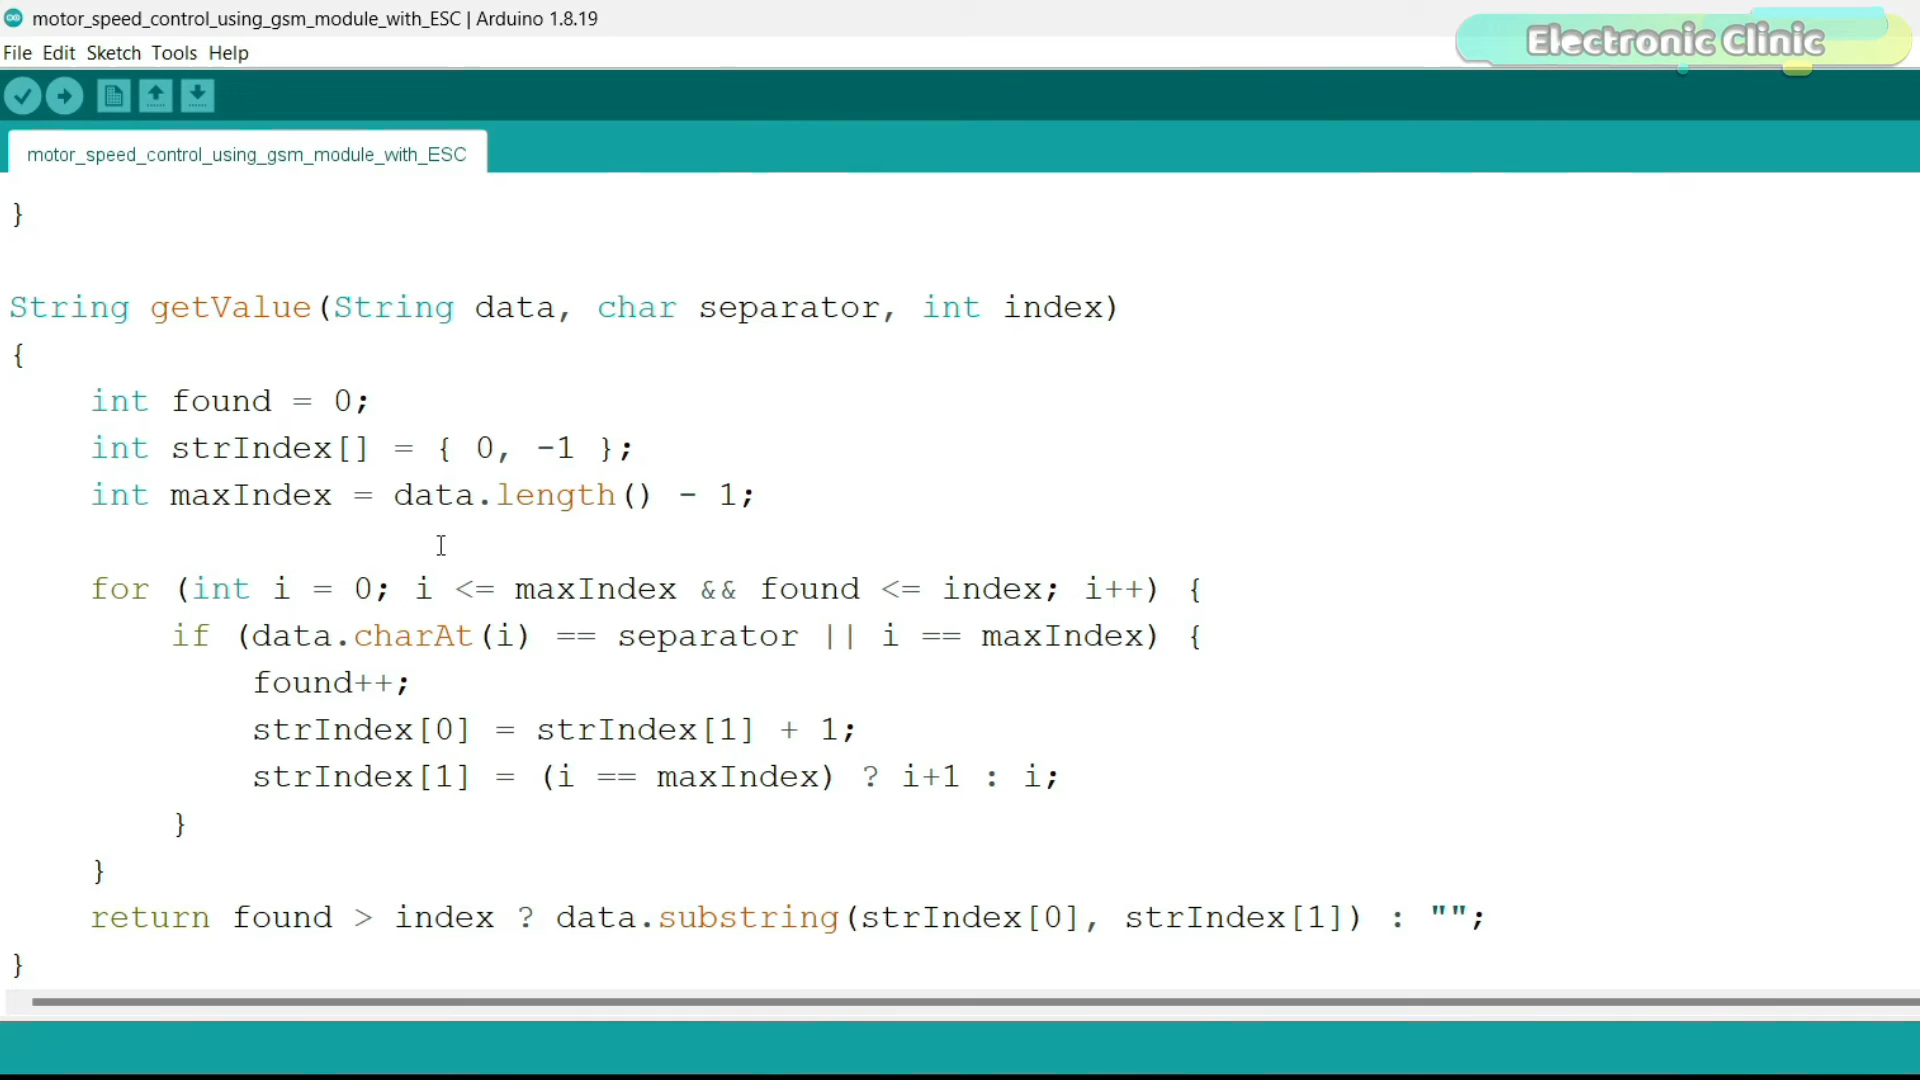 motor_speed_control_using_gsm_module_with_ESC | Arduino 1.8.19
Electronic Clinic
File Edit Sketch Tools Help
motor_speed_control_using_gsm_module_with_ESC
}
String getValue(String data, char separator, int index)
{
int found = 0;
int strIndex[] = { 0, -1 };
int maxIndex = data.length() - 1;
for (int i = 0; i <= maxIndex && found <= index; i++) {
if (data.charAt(i) == separator || i == maxIndex) {
found++;
strIndex[0] = strIndex[1] + 1;
strIndex[1] = (i == maxIndex) ? i+1 : i;
}
}
return found > index ? data.substring(strIndex[0], strIndex[1]) : "";
}